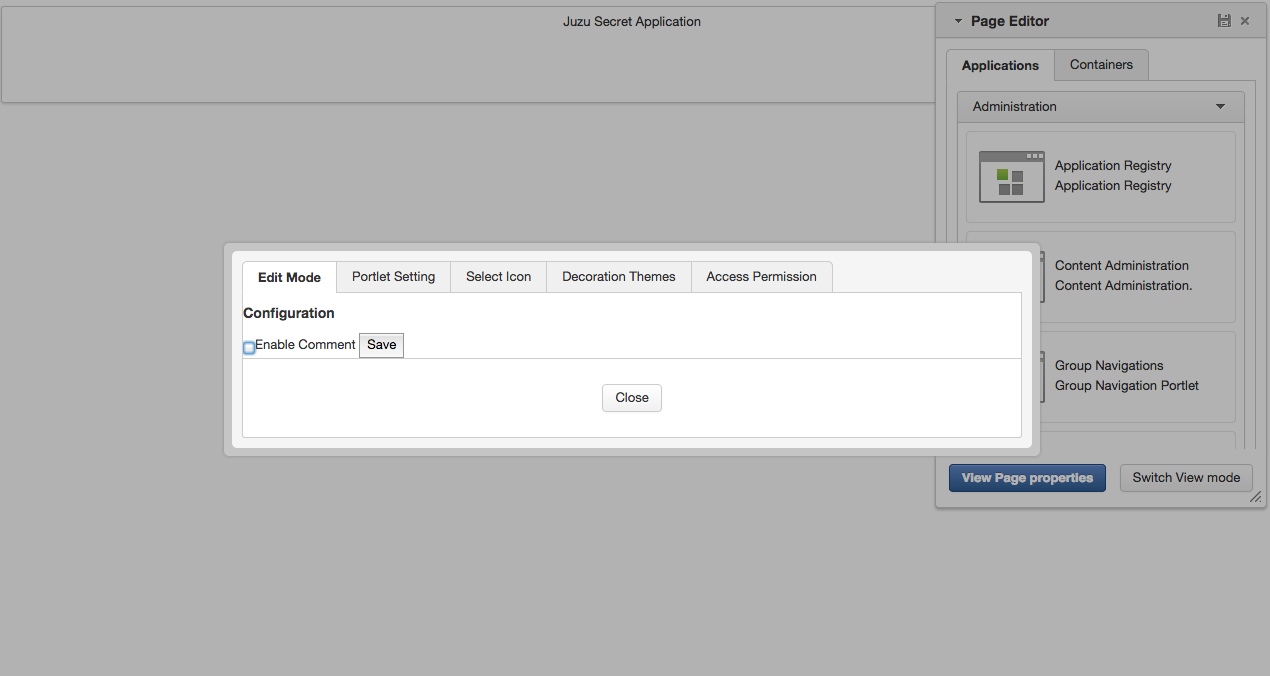 Juzu Secret Application
Page Editor
Applications
Containers
Administration
Application Registry
Application Registry
Content Administration
Content Administration.
Group Navigations
Group Navigation Portlet
View Page properties
Switch View mode
Edit Mode
Portlet Setting
Select Icon
Decoration Themes
Access Permission
Configuration
Enable Comment Save
Close